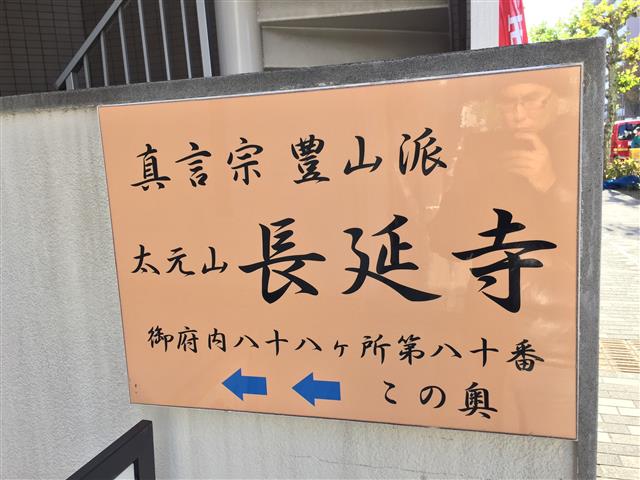 真言宗 豊山派
太元山 長延寺
御府内八十八ヶ所第八十番
この奥